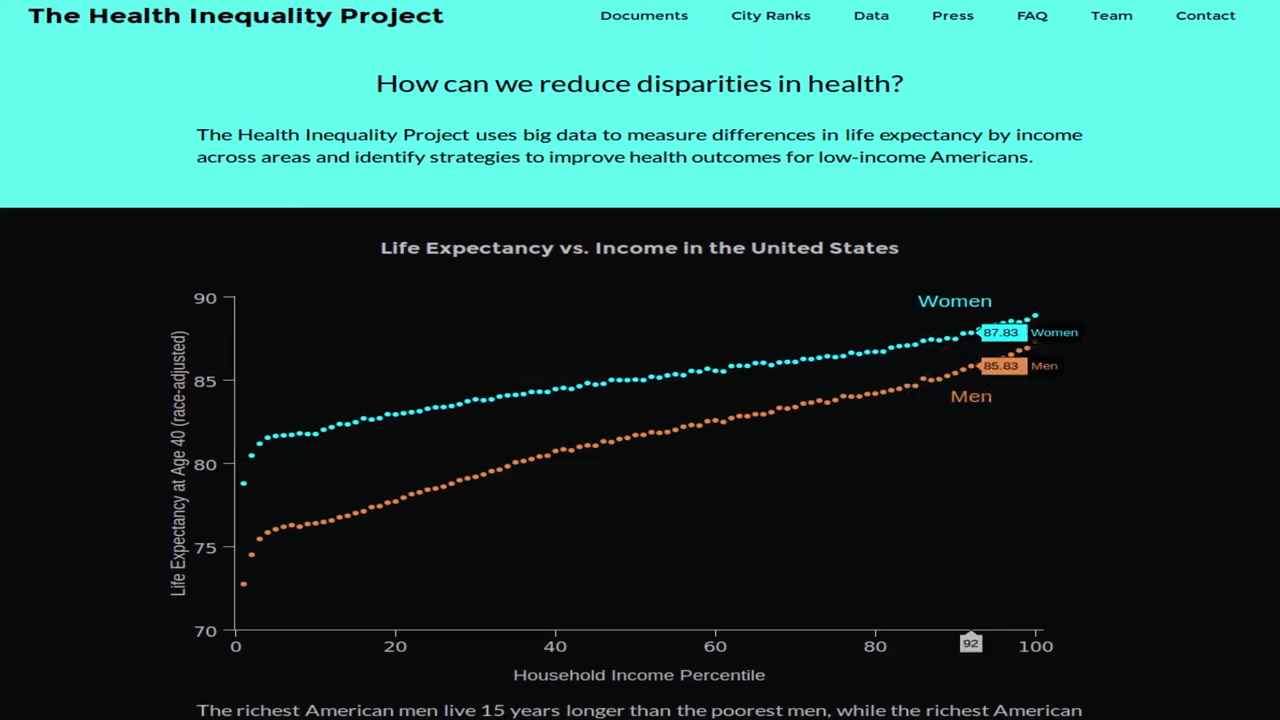 The Health Inequality Project
Documents City Ranks Data Press FAQ Team Contact
How can we reduce disparities in health?
The Health Inequality Project uses big data to measure differences in life expectancy by income
across areas and identify strategies to improve health outcomes for low-income Americans.
Life Expectancy vs. Income in the United States
Life Expectancy at Age 40 (race-adjusted)
90
85
80
75
70
Women
87.83 Women
85.83 Men
Men
0 20 40 60 80 92 100
Household Income Percentile
The richest American men live 15 years longer than the poorest men, while the richest American